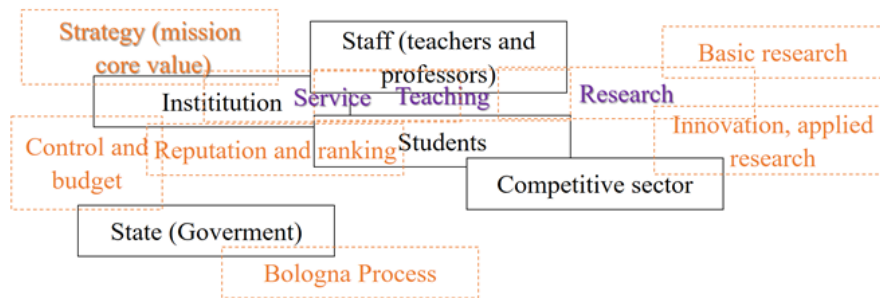 Strategy (mission
core value)
Staff (teachers and
professors)
Basic research
Instititution
Service
Teaching
Research
Control and
budget
Reputation and ranking
Students
Innovation, applied
research
Competitive sector
State (Goverment)
Bologna Process